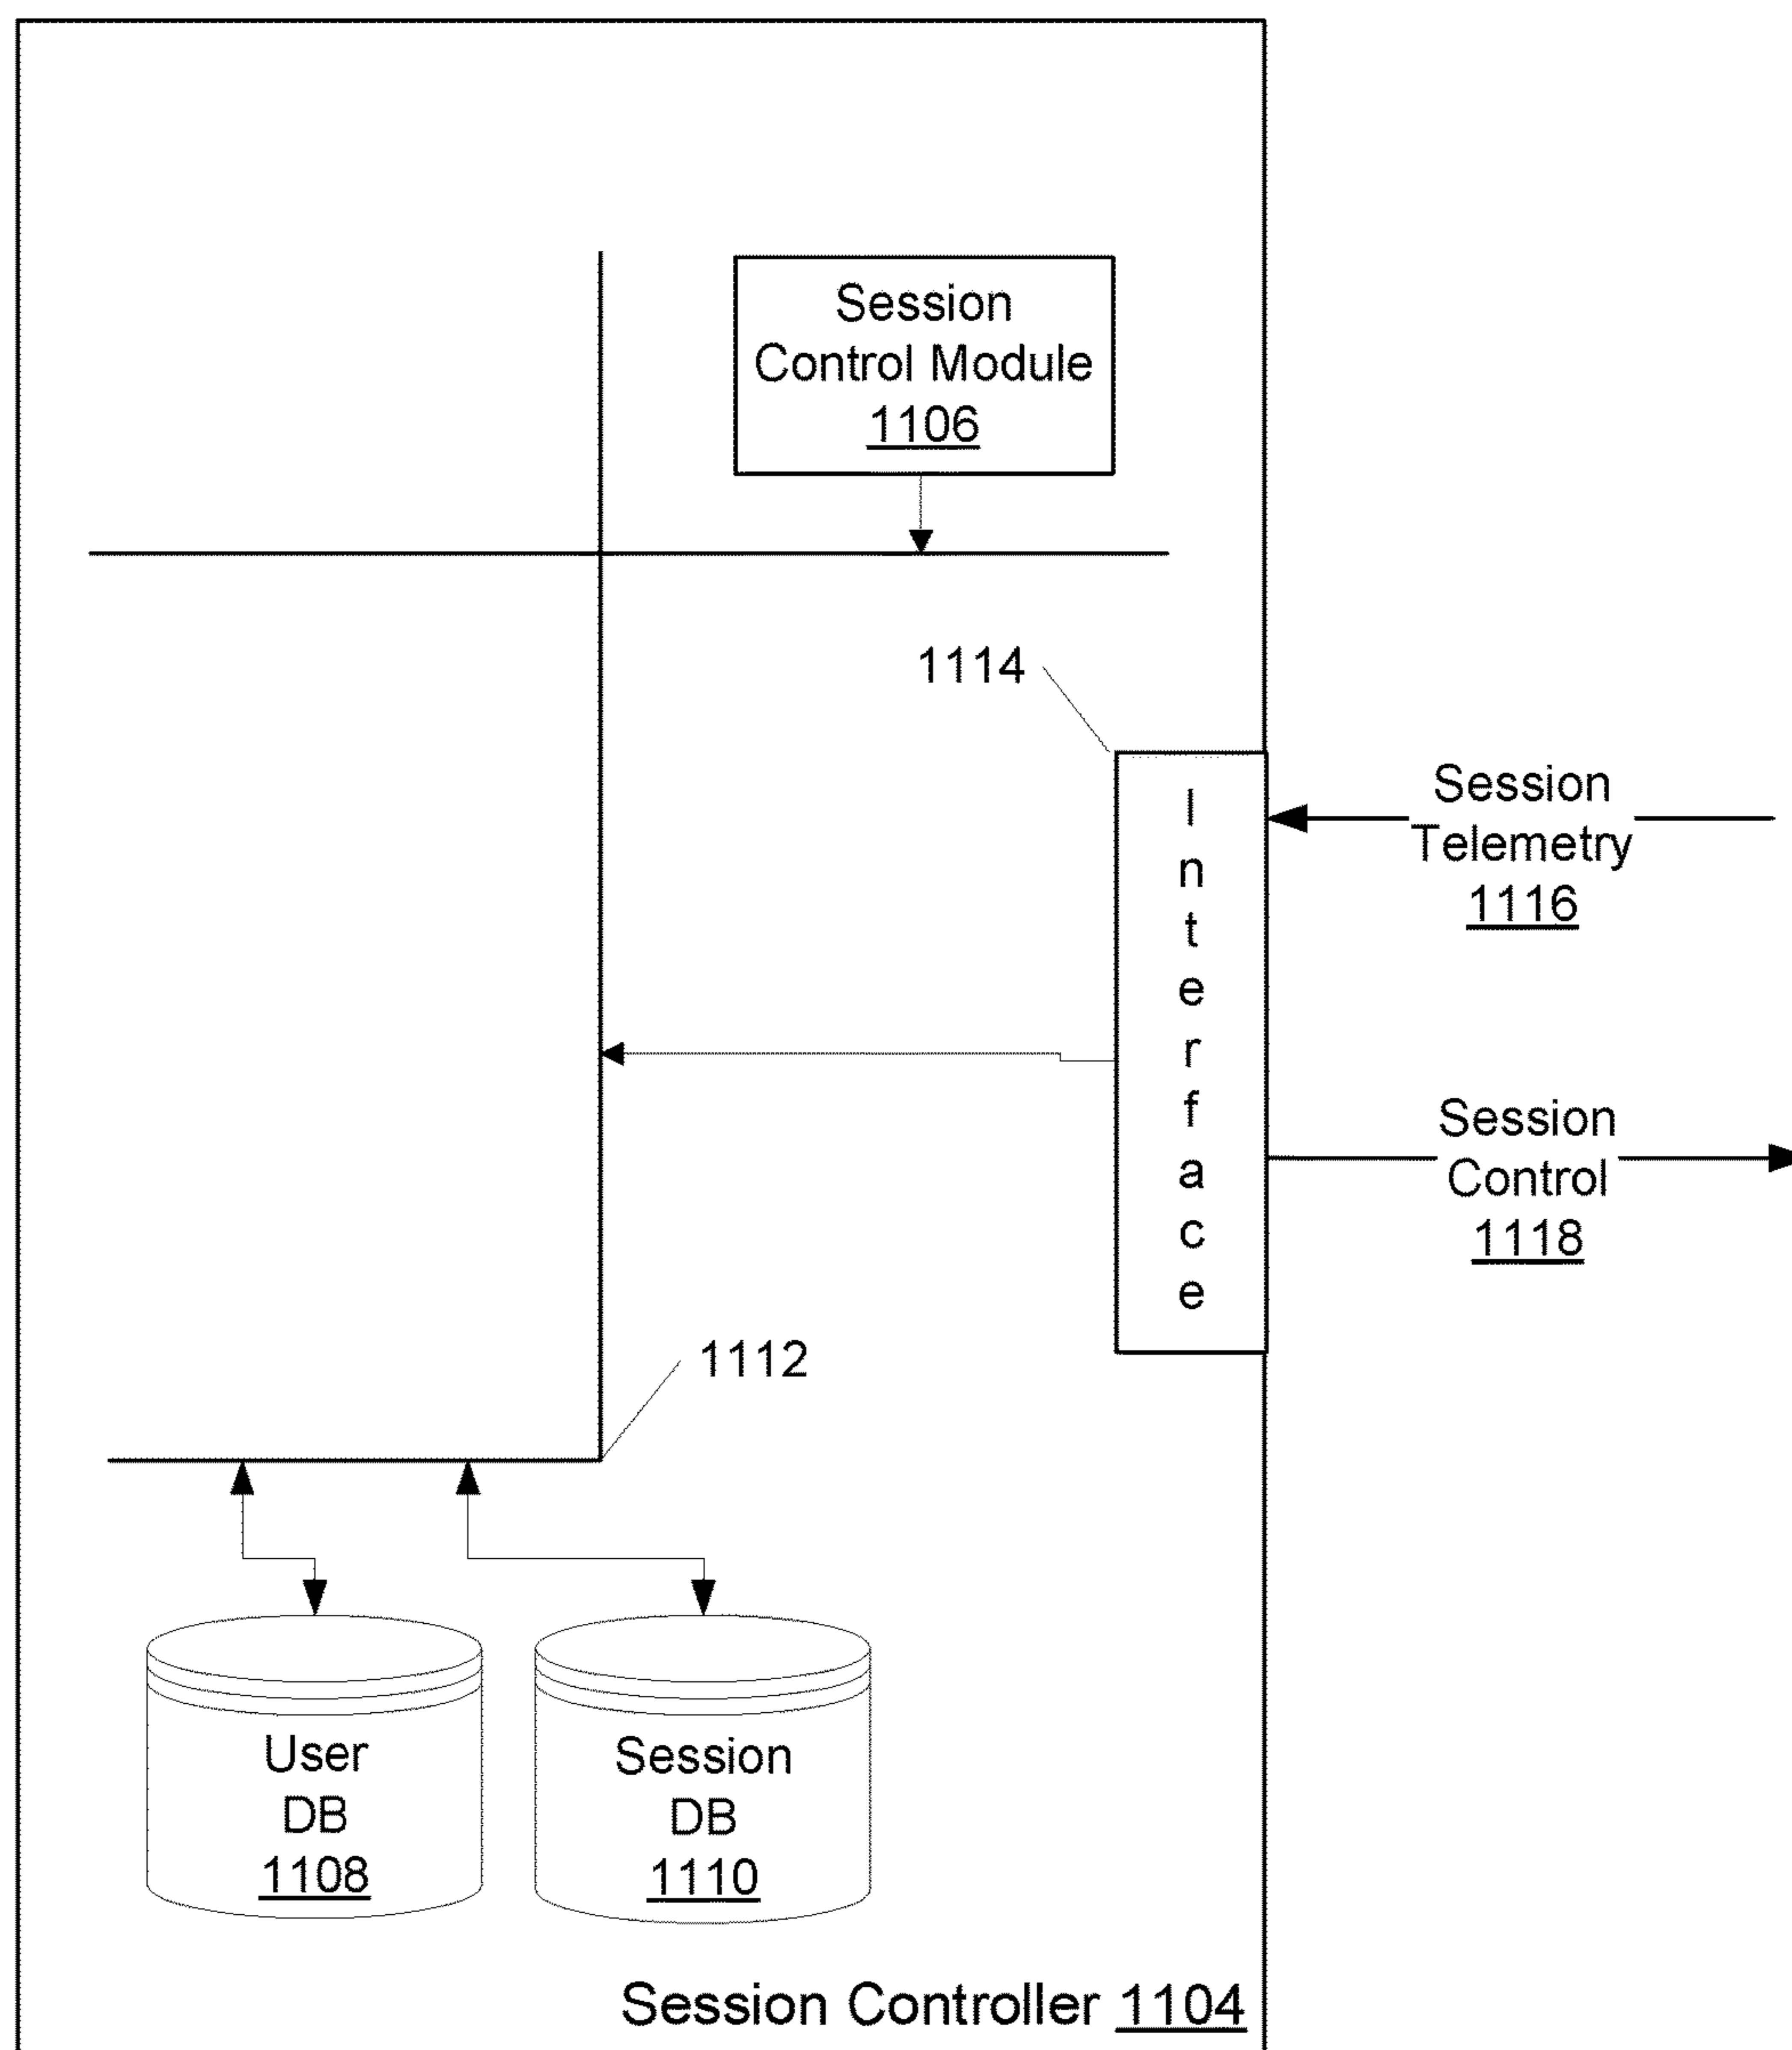 Session
Control Module
1106
1114
Interface
Session
Telemetry
1116
Session
Control
1118
1112
User
DB
1108
Session
DB
1110
Session Controller 1104